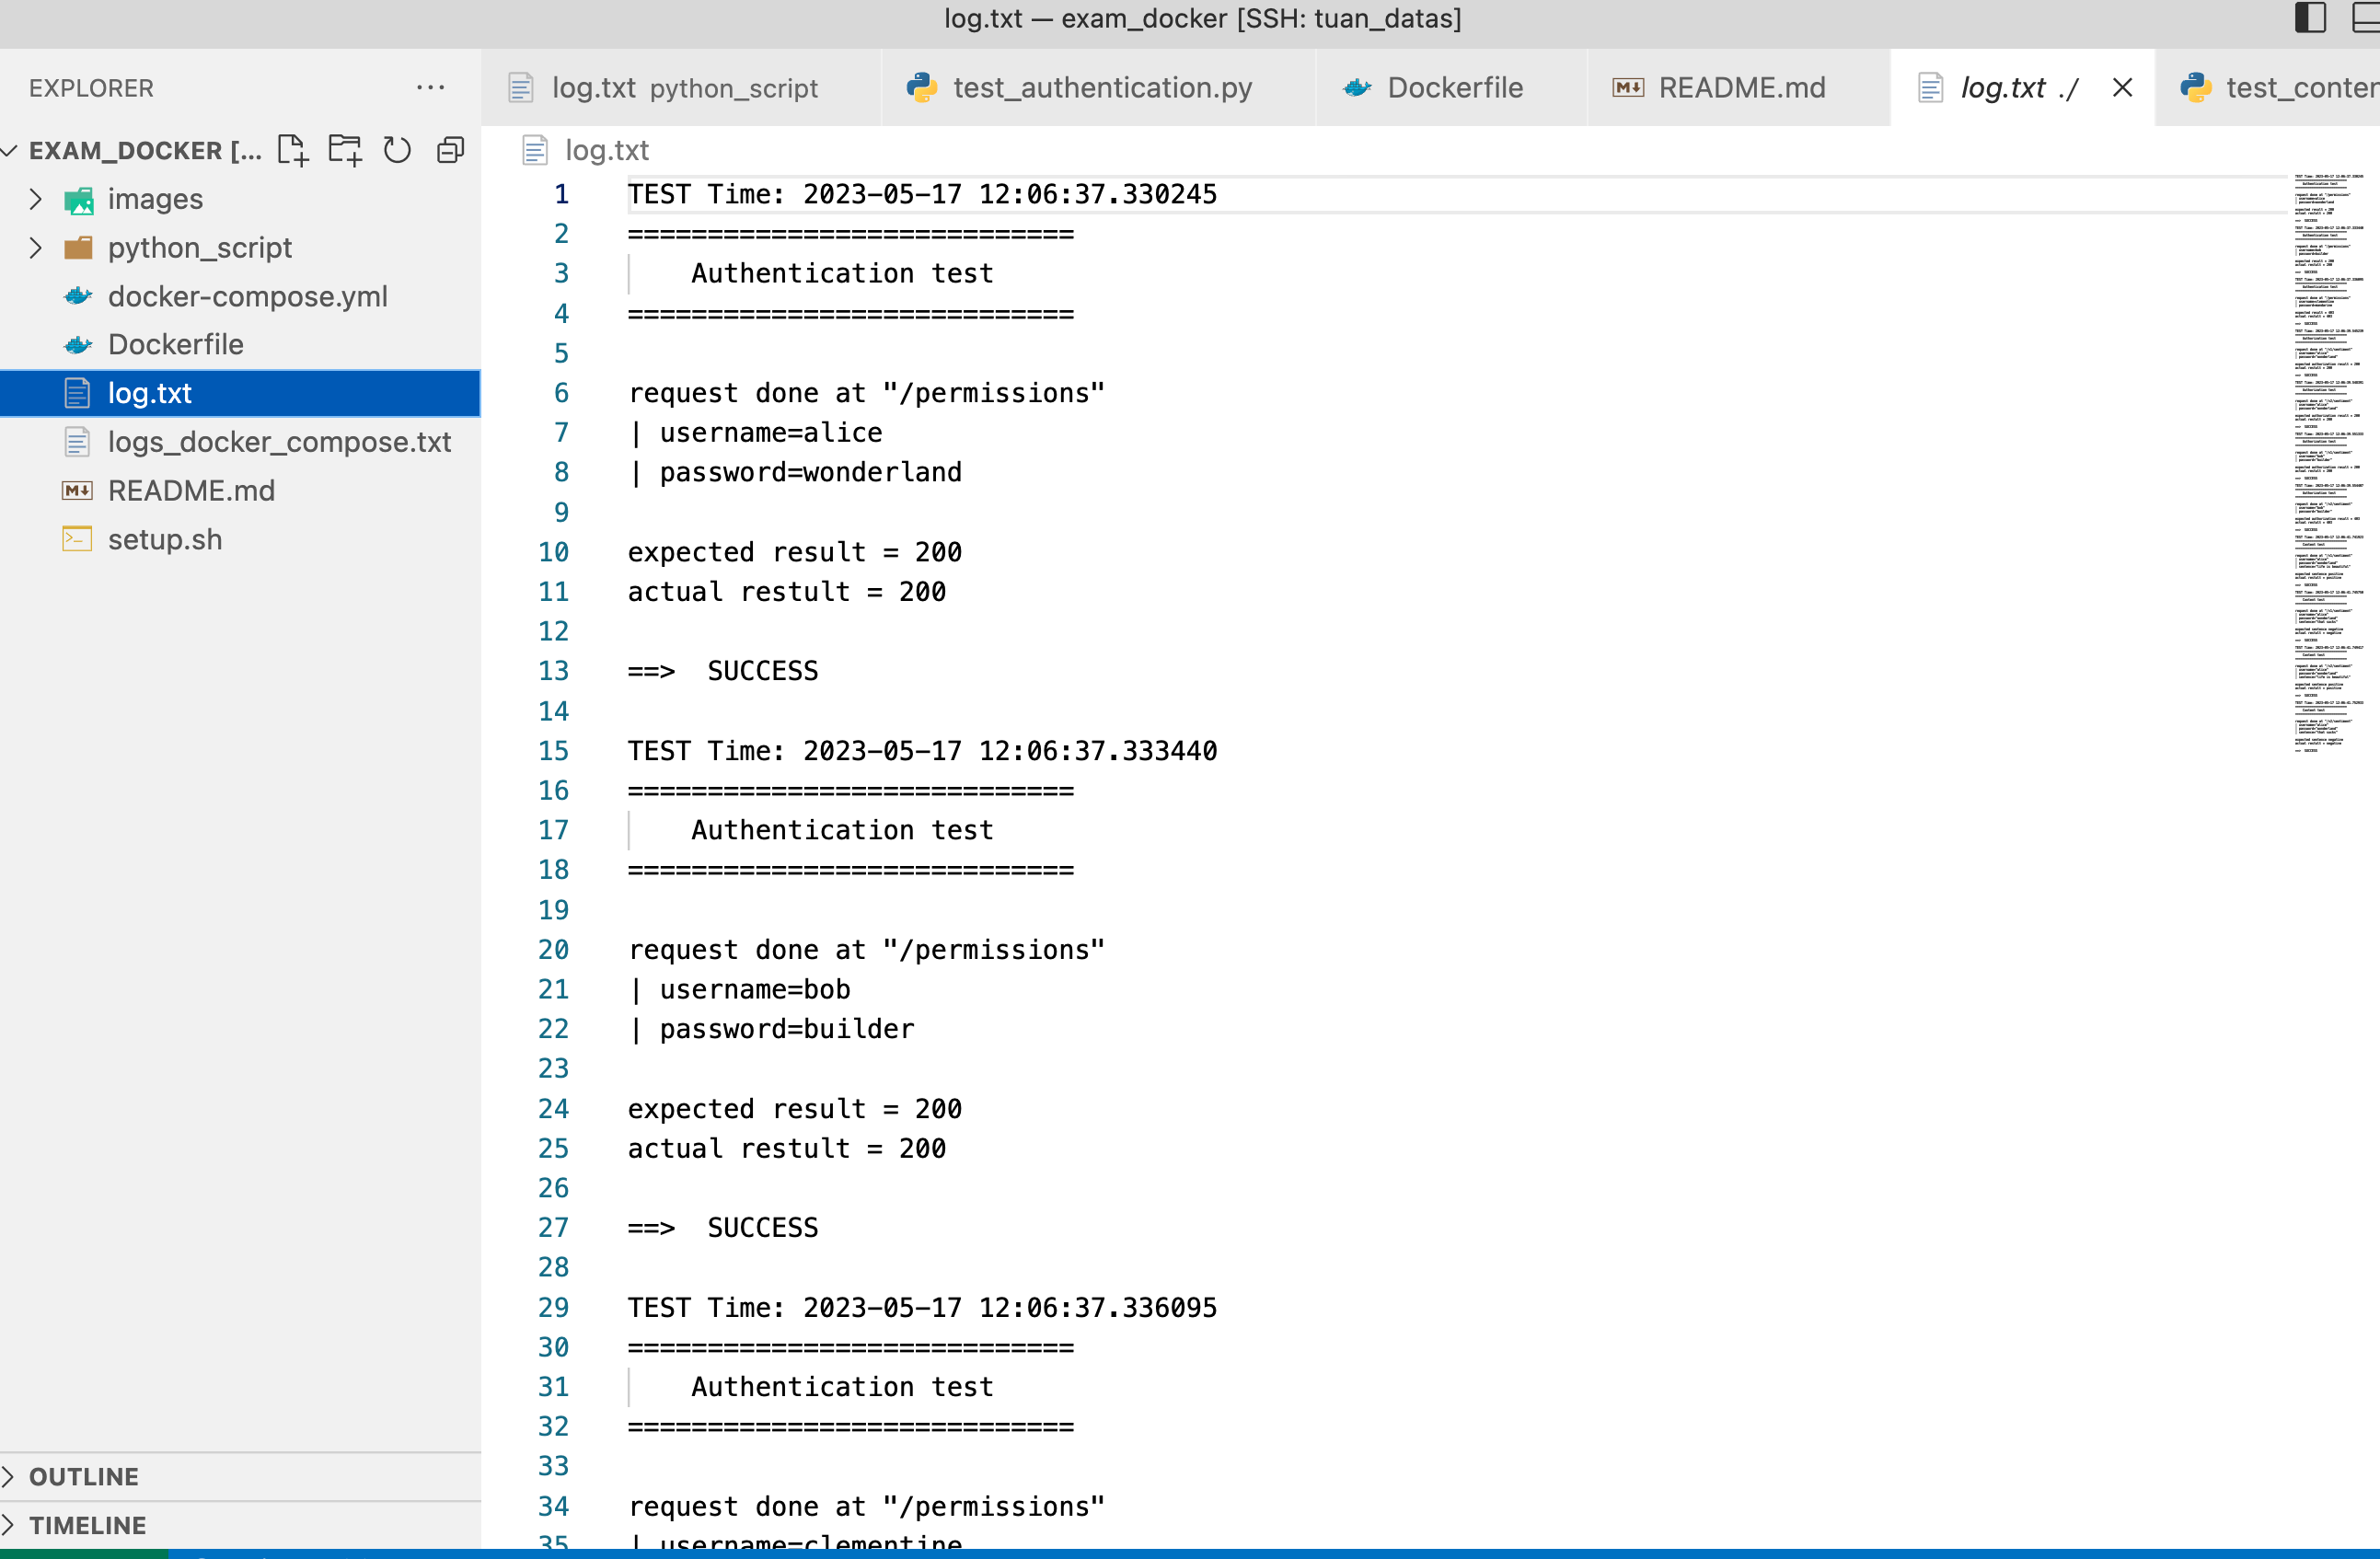 log.txt — exam_docker [SSH: tuan_datas]
EXPLORER
log.txt python_script
test_authentication.py
Dockerfile
README.md
log.txt ./
test_conten
EXAM_DOCKER [...
images
python_script
docker-compose.yml
Dockerfile
log.txt
logs_docker_compose.txt
README.md
setup.sh
OUTLINE
TIMELINE
log.txt
1 TEST Time: 2023-05-17 12:06:37.330245
2 ============================
3 Authentication test
4 ============================
5
6 request done at "/permissions"
7 | username=alice
8 | password=wonderland
9
10 expected result = 200
11 actual restult = 200
12
13 ==> SUCCESS
14
15 TEST Time: 2023-05-17 12:06:37.333440
16 ============================
17 Authentication test
18 ============================
19
20 request done at "/permissions"
21 | username=bob
22 | password=builder
23
24 expected result = 200
25 actual restult = 200
26
27 ==> SUCCESS
28
29 TEST Time: 2023-05-17 12:06:37.336095
30 ============================
31 Authentication test
32 ============================
33
34 request done at "/permissions"
35 | username=clementine